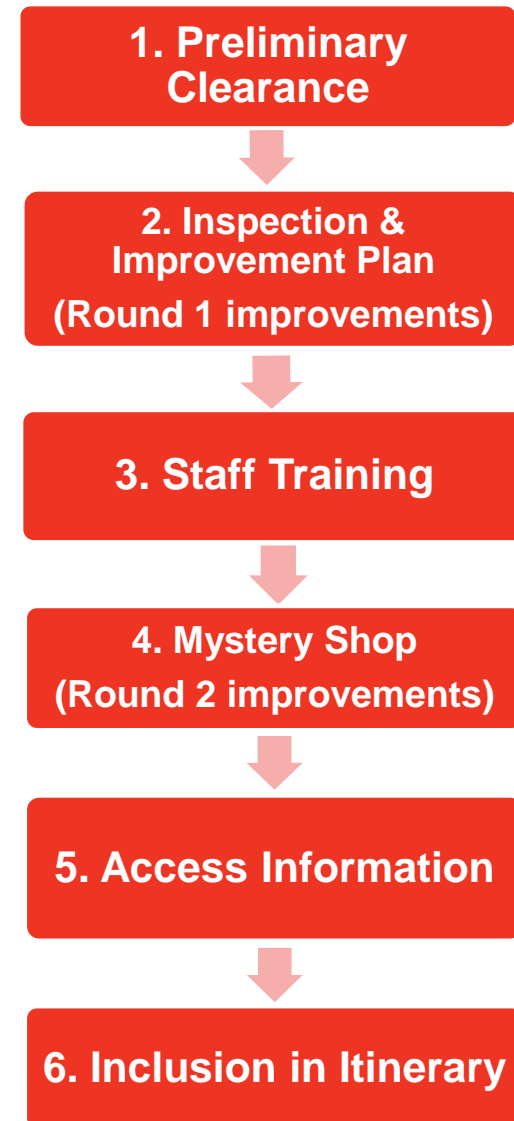 1. Preliminary
Clearance
2. Inspection &
Improvement Plan
(Round 1 improvements)
3. Staff Training
4. Mystery Shop
(Round 2 improvements)
5. Access Information
6. Inclusion in Itinerary